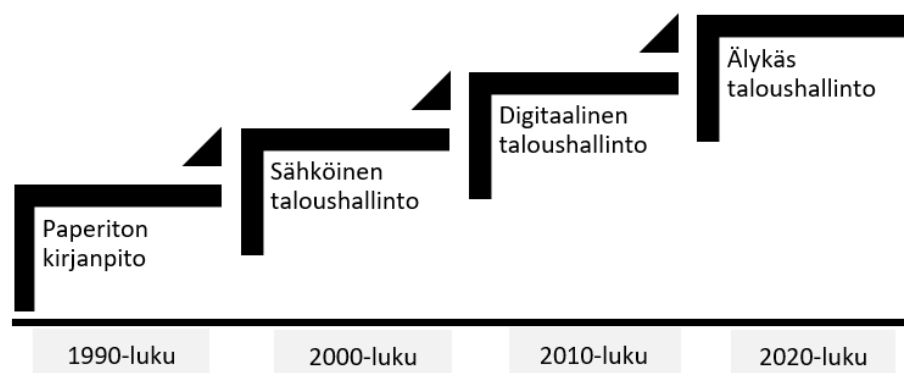 Paperiton
kirjanpito
Sähköinen
taloushallinto
Digitaalinen
taloushallinto
Älykäs
taloushallinto
1990-luku
2000-luku
2010-luku
2020-luku